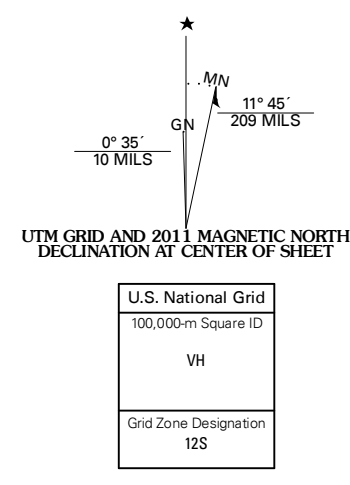 MN
11° 45´
209 MILS
GN
0° 35´
10 MILS
UTM GRID AND 2011 MAGNETIC NORTH
DECLINATION AT CENTER OF SHEET
U.S. National Grid
100,000-m Square ID
VH
Grid Zone Designation
12S